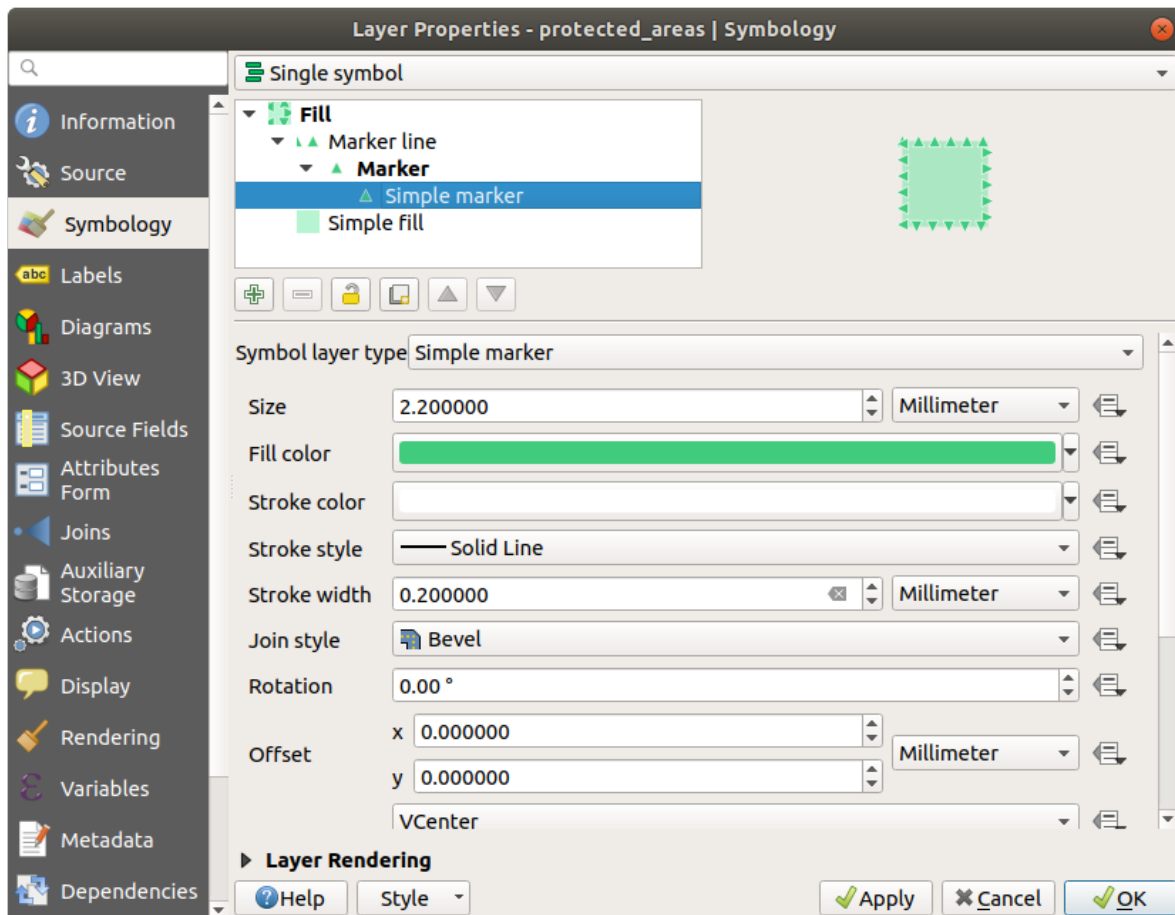 Layer Properties - protected_areas | Symbology
Single symbol
Information
Source
Symbology
abc Labels
Diagrams
3D View
Source Fields
Attributes
Form
Joins
Auxiliary
Storage
Actions
Display
Rendering
Variables
Metadata
Dependencies
Fill
Marker line
Marker
Simple marker
Simple fill
Symbol layer type Simple marker
Size 2.200000 Millimeter
Fill color
Stroke color
Stroke style Solid Line
Stroke width 0.200000 Millimeter
Join style Bevel
Rotation 0.00 °
Offset x 0.000000 Millimeter
y 0.000000
VCenter
Layer Rendering
Help Style Apply Cancel OK